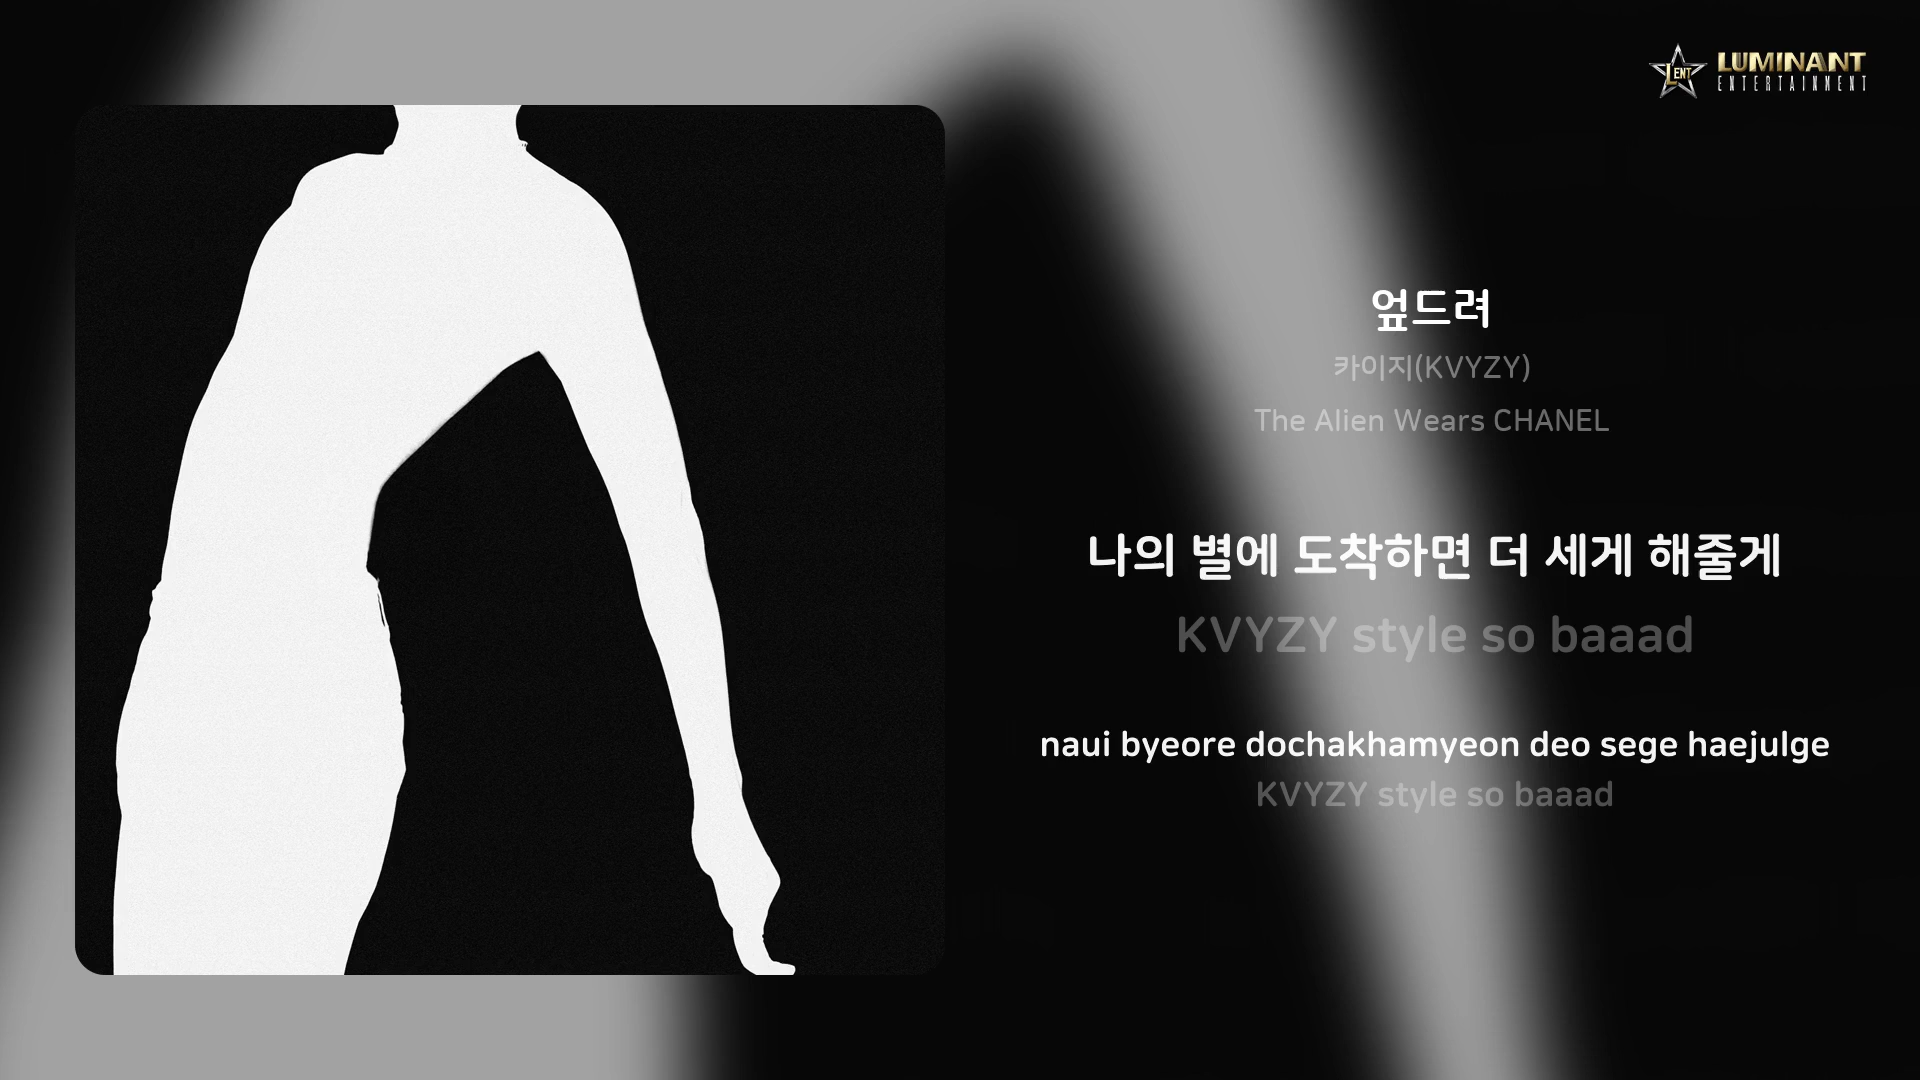 LENT
LUMINANT
ENTERTAINMENT
엎드려
카이지(KVYZY)
The Alien Wears CHANEL
나의 별에 도착하면 더 세게 해줄게
KVYZY style so baaad
naui byeore dochakhamyeon deo sege haejulge
KVYZY style so baaad